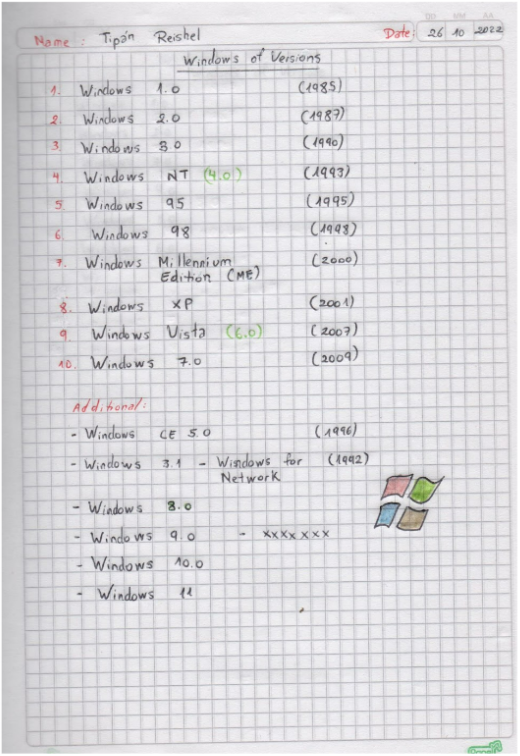 DD MM AA
Name : Tipán Reishel Date: 26 10 2022
Windows of Versions
1. Windows 1.0 (1985)
2. Windows 2.0 (1987)
3. Windows 3.0 (1990)
4. Windows NT (4.0) (1993)
5. Windows 95 (1995)
6. Windows 98 (1998)
7. Windows Millennium (2000)
Edition (ME)
8. Windows XP (2001)
9. Windows Vista (6.0) (2007)
10. Windows 7.0 (2009)
Additional:
- Windows CE 5.0 (1996)
- Windows 3.1 - Windows for (1992)
Network
- Windows 8.0
- Windows 9.0 - xxxxxxx
- Windows 10.0
- Windows 11